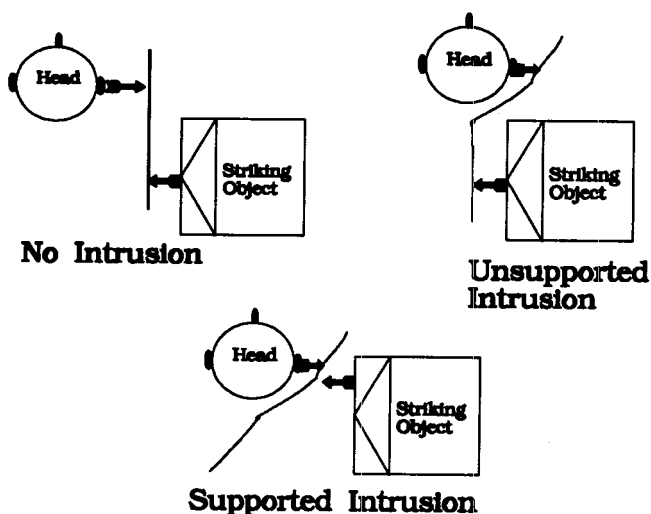 Head
Striking
Object
No Intrusion
Head
Striking
Object
Unsupported
Intrusion
Head
Striking
Object
Supported Intrusion